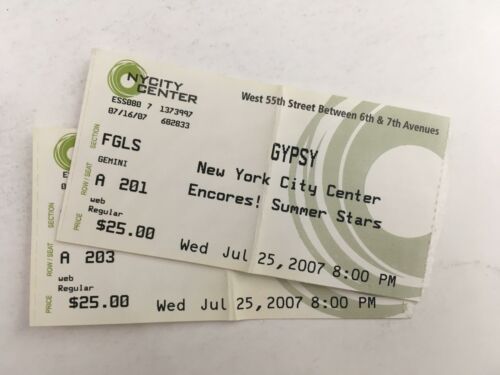 NYCITY
CENTER
West 55th Street Between 6th & 7th Avenues
ESS000 7 1373997
07/16/07 682833
SECTION
FGLS
GEMINI
ROW / SEAT
A 201
web
Regular
PRICE
$25.00
GYPSY
New York City Center
Encores! Summer Stars
Wed Jul 25, 2007 8:00 PM
SECTION
ROW / SEAT
A 203
web
Regular
PRICE
$25.00
Wed Jul 25, 2007 8:00 PM